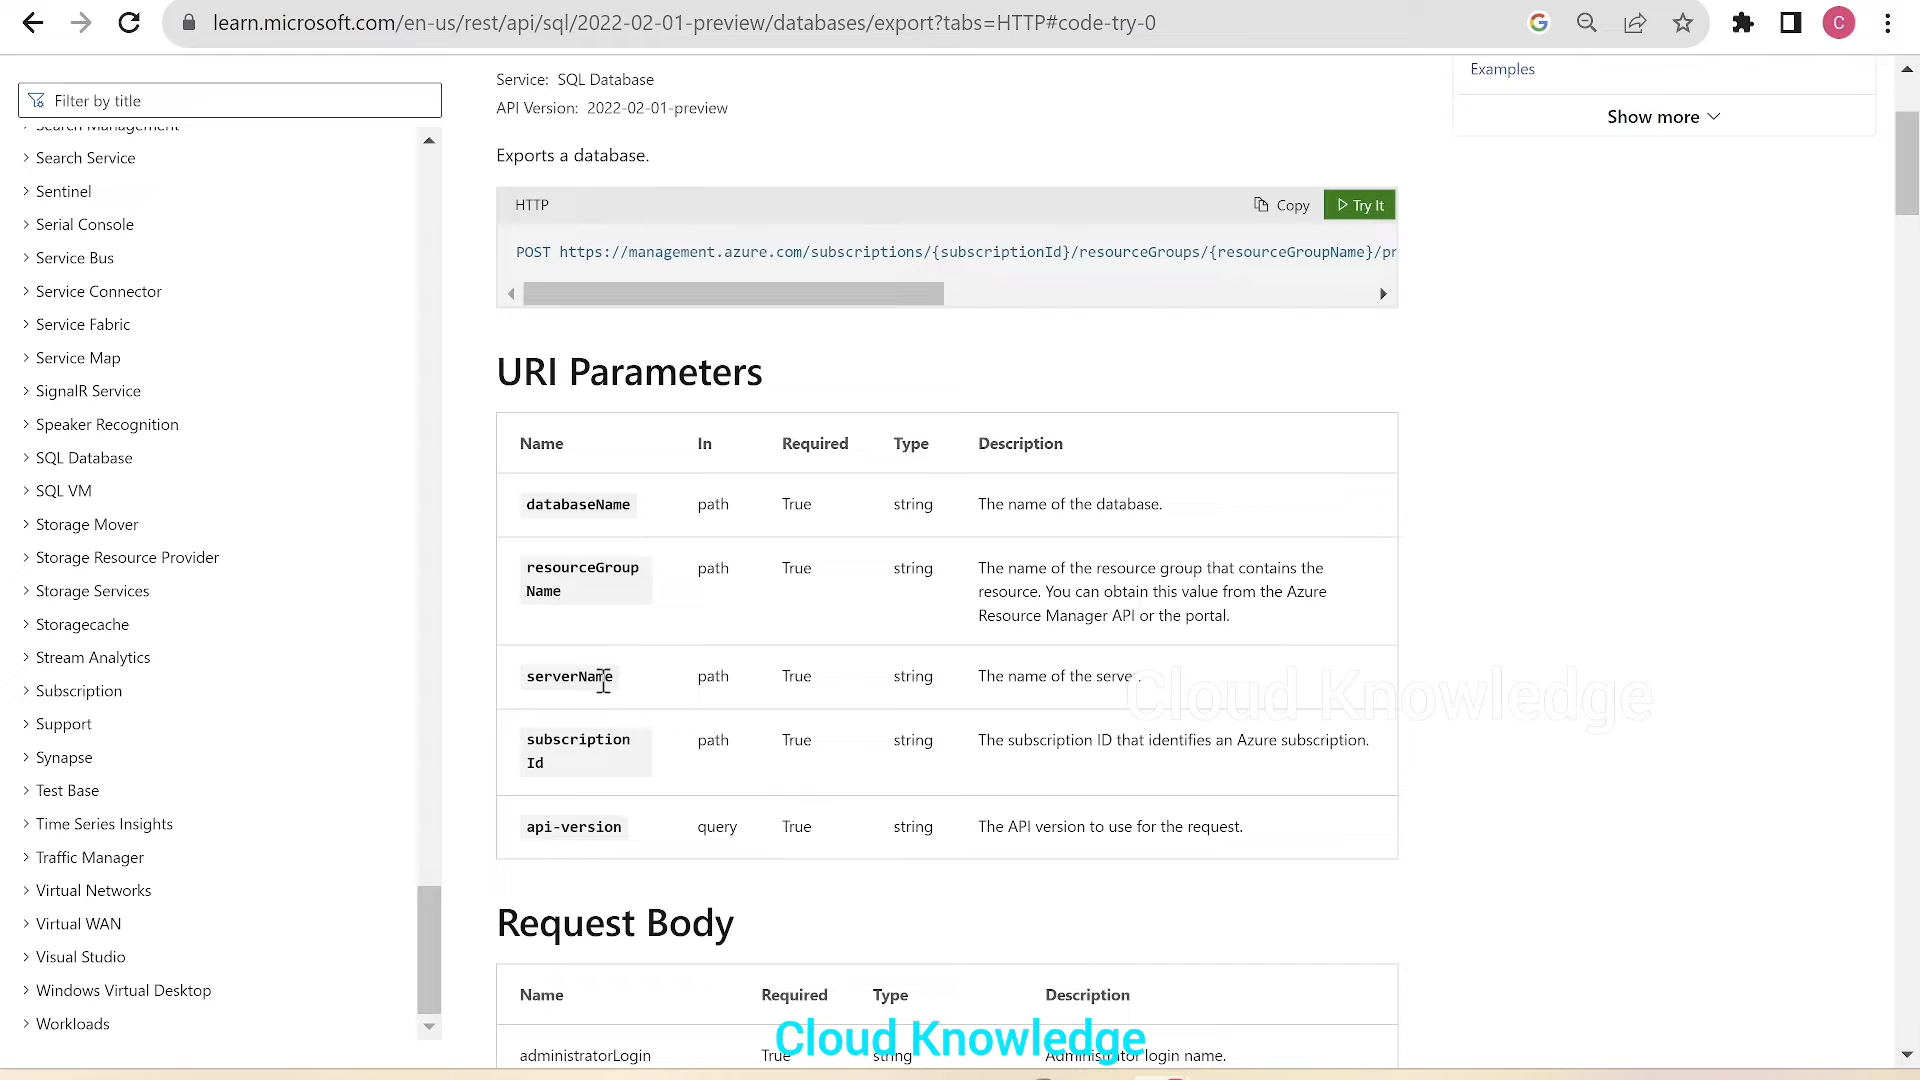 learn.microsoft.com/en-us/rest/api/sql/2022-02-01-preview/databases/export?tabs=HTTP#code-try-0
C
Filter by title
Search Management
Search Service
Sentinel
Serial Console
Service Bus
Service Connector
Service Fabric
Service Map
SignalR Service
Speaker Recognition
SQL Database
SQL VM
Storage Mover
Storage Resource Provider
Storage Services
Storagecache
Stream Analytics
Subscription
Support
Synapse
Test Base
Time Series Insights
Traffic Manager
Virtual Networks
Virtual WAN
Visual Studio
Windows Virtual Desktop
Workloads
Service: SQL Database
API Version: 2022-02-01-preview
Exports a database.
HTTP Copy Try It
POST https://management.azure.com/subscriptions/{subscriptionId}/resourceGroups/{resourceGroupName}/pr
URI Parameters
Name In Required Type Description
databaseName path True string The name of the database.
resourceGroup path True string The name of the resource group that contains the
Name resource. You can obtain this value from the Azure
Resource Manager API or the portal.
serverName path True string The name of the server.
subscription path True string The subscription ID that identifies an Azure subscription.
Id
api-version query True string The API version to use for the request.
Request Body
Name Required Type Description
administratorLogin True string Administrator login name.
Examples
Show more
Cloud Knowledge
Cloud Knowledge